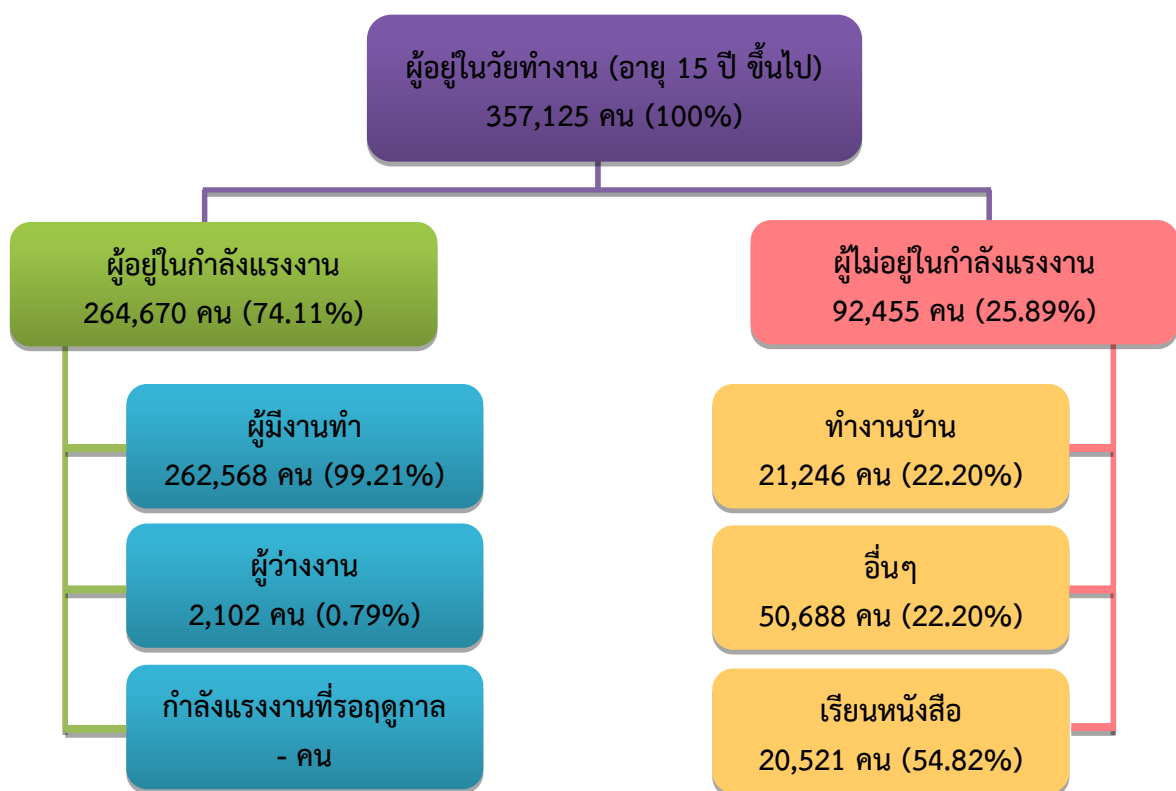 ผู้อยู่ในวัยทำงาน (อายุ 15 ปี ขึ้นไป)
357,125 คน (100%)
ผู้อยู่ในกำลังแรงงาน
264,670 คน (74.11%)
ผู้มีงานทำ
262,568 คน (99.21%)
ผู้ว่างงาน
2,102 คน (0.79%)
กำลังแรงงานที่รอฤดูกาล
- คน
ผู้ไม่อยู่ในกำลังแรงงาน
92,455 คน (25.89%)
ทำงานบ้าน
21,246 คน (22.20%)
อื่นๆ
50,688 คน (22.20%)
เรียนหนังสือ
20,521 คน (54.82%)